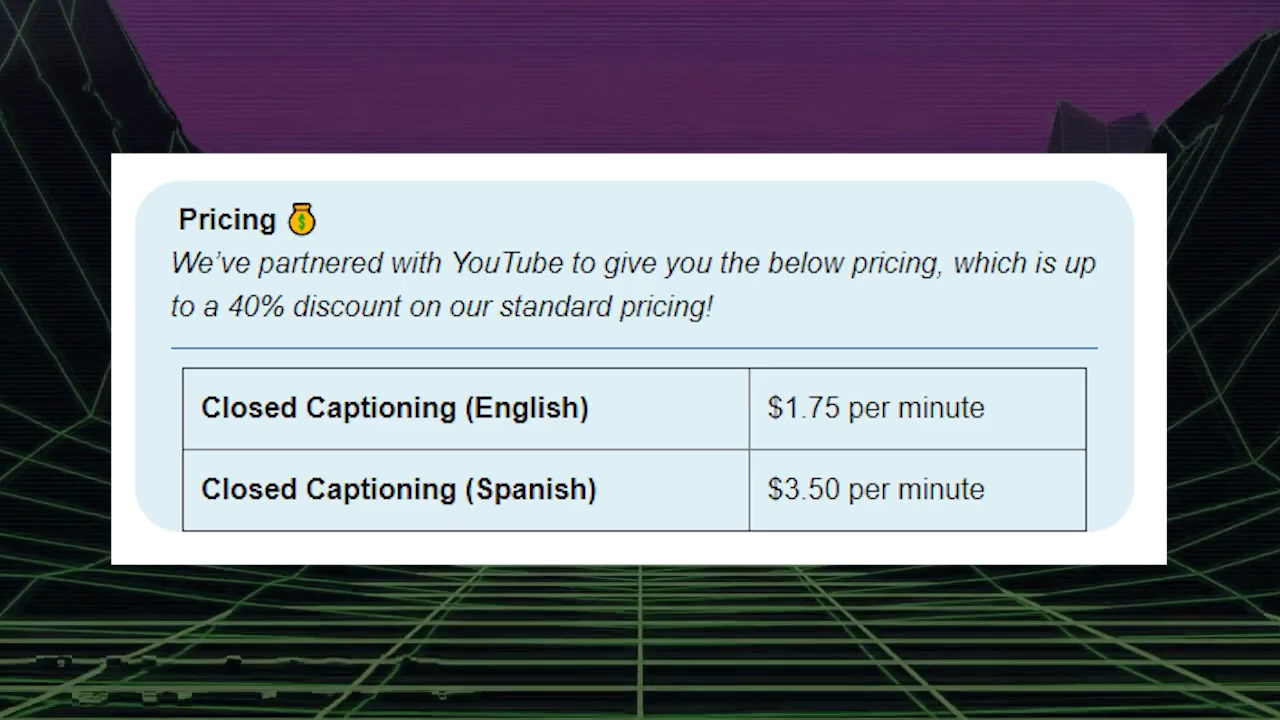 Pricing 💰
We’ve partnered with YouTube to give you the below pricing, which is up
to a 40% discount on our standard pricing!
Closed Captioning (English) $1.75 per minute
Closed Captioning (Spanish) $3.50 per minute